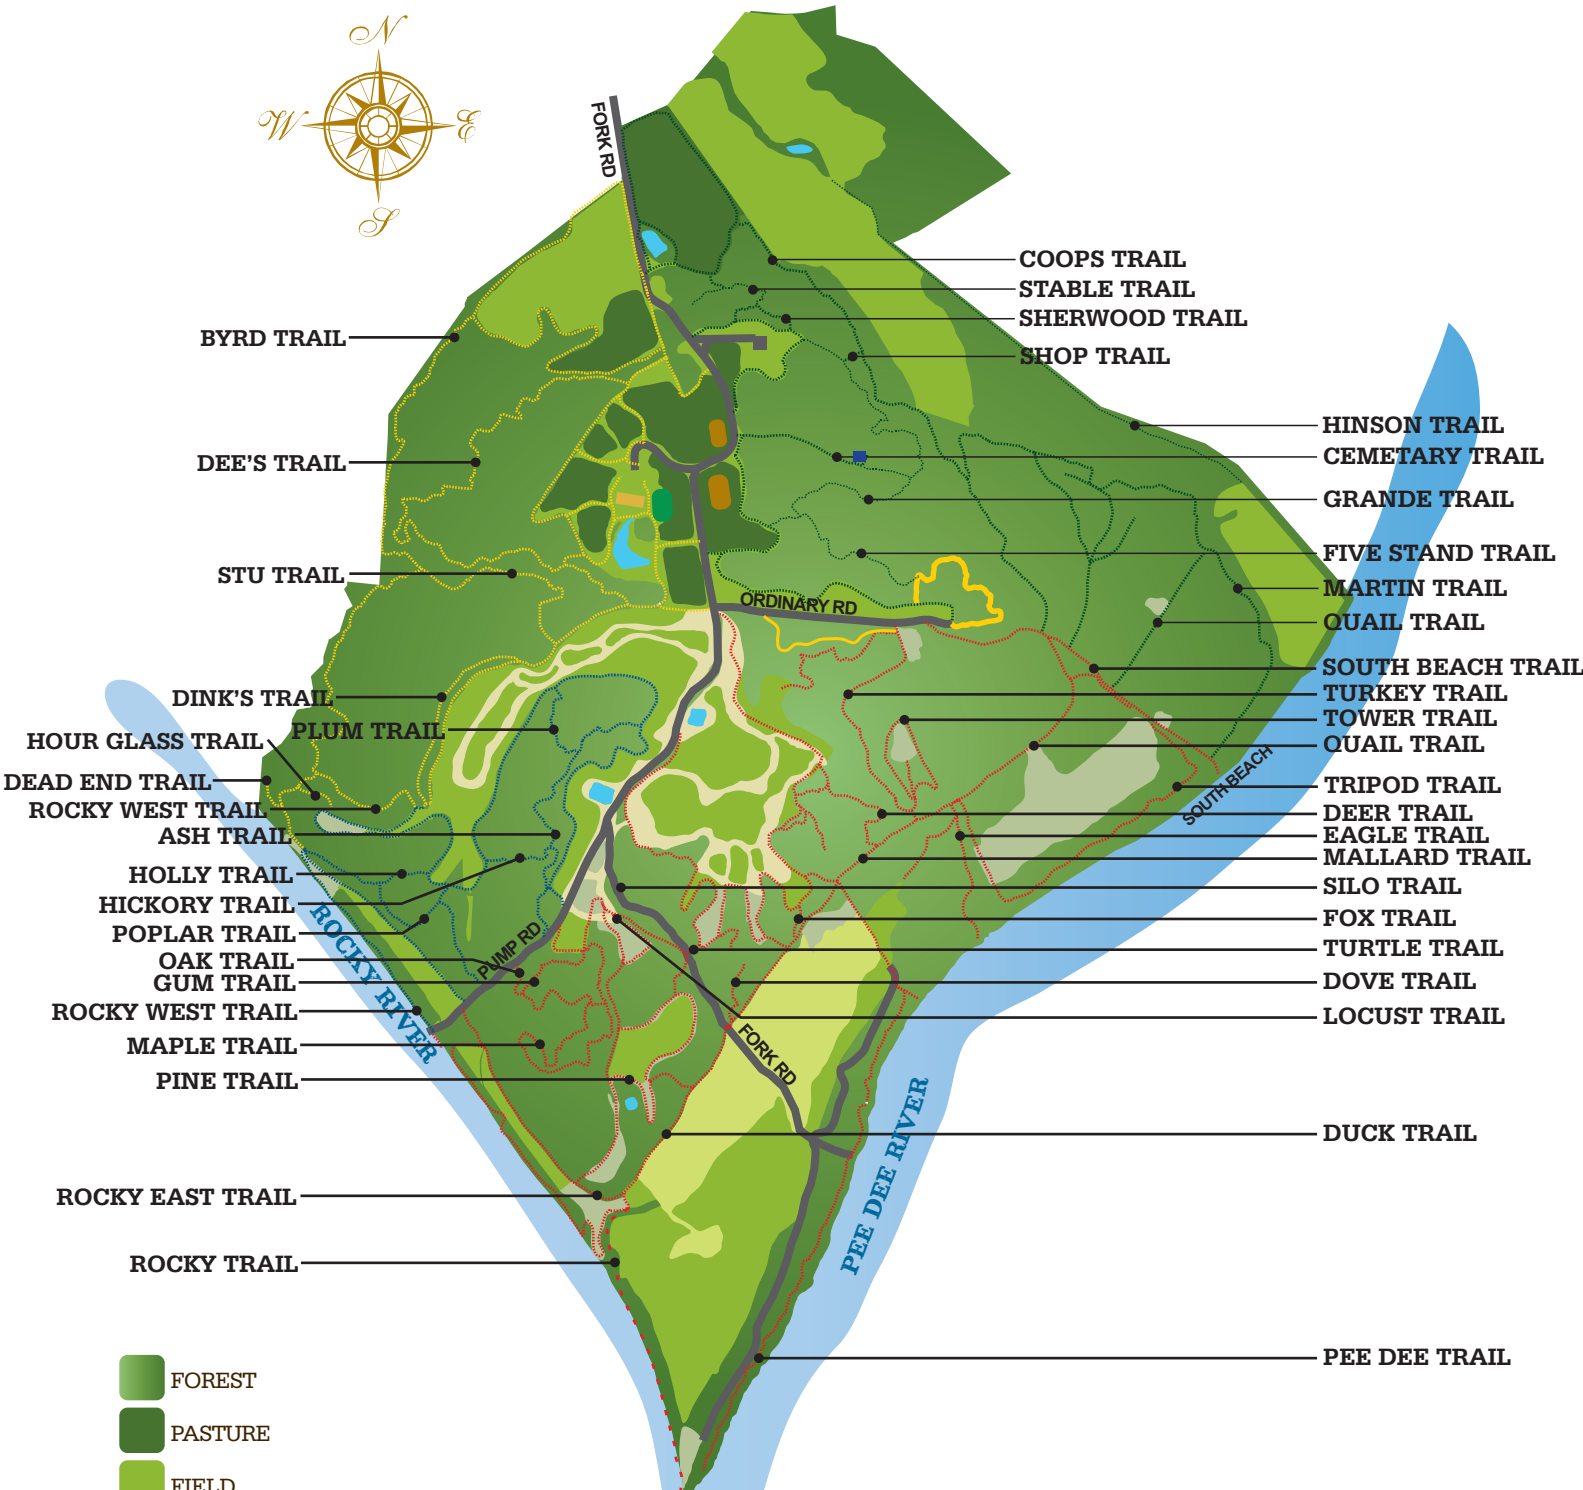 N
W
E
S
FORK RD
COOPS TRAIL
STABLE TRAIL
SHERWOOD TRAIL
SHOP TRAIL
HINSON TRAIL
CEMETARY TRAIL
GRANDE TRAIL
FIVE STAND TRAIL
MARTIN TRAIL
QUAIL TRAIL
SOUTH BEACH TRAIL
TURKEY TRAIL
TOWER TRAIL
QUAIL TRAIL
TRIPOD TRAIL
DEER TRAIL
EAGLE TRAIL
MALLARD TRAIL
SILO TRAIL
FOX TRAIL
TURTLE TRAIL
DOVE TRAIL
LOCUST TRAIL
DUCK TRAIL
PEE DEE TRAIL
BYRD TRAIL
DEE'S TRAIL
STU TRAIL
DINK'S TRAIL
PLUM TRAIL
HOUR GLASS TRAIL
DEAD END TRAIL
ROCKY WEST TRAIL
ASH TRAIL
HOLLY TRAIL
HICKORY TRAIL
POPLAR TRAIL
OAK TRAIL
GUM TRAIL
ROCKY WEST TRAIL
MAPLE TRAIL
PINE TRAIL
ROCKY EAST TRAIL
ROCKY TRAIL
ORDINARY RD
SOUTH BEACH
PUMP RD
ROCKY RIVER
FORK RD
PEE DEE RIVER
FOREST
PASTURE
FIELD